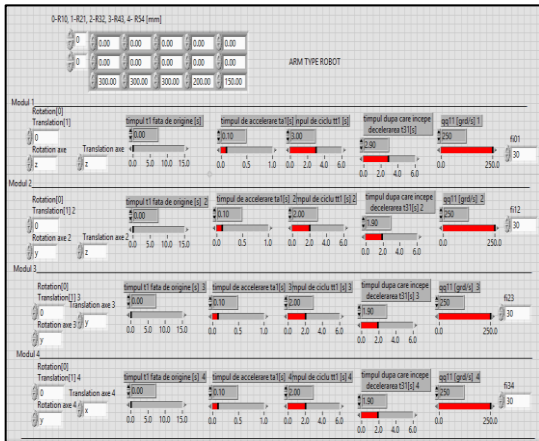 0-R10, 1-R21, 2-R32, 3-R43, 4- R54 [mm]
0 0.00 0.00 0.00 0.00 0.00
0 0.00 0.00 0.00 0.00 0.00
300.00 300.00 300.00 200.00 150.00
ARM TYPE ROBOT
Modul 1
Rotation[0]
Translation[1]
0
Rotation axe Translation axe
z z
timpul t1 fata de origine [s]
0.00
0.0 5.0 10.0 15.0
timpul de accelerare ta1[s]
0.10
0.0 0.5 1.0
mpul de ciclu tt1 [s]
3.00
0.0 2.0 4.0 6.0
timpul dupa care incepe
decelerarea t31[s]
2.90
0.0 2.0 4.0 6.0
qq11 [grd/s] 1
250
0.0 250.0
fi01
30
Modul 2
Rotation[0]
Translation[1] 2
0
Rotation axe 2 Translation axe 2
y z
timpul t1 fata de origine [s] 2
0.00
0.0 5.0 10.0 15.0
timpul de accelerare ta1[s] 2
0.10
0.0 0.5 1.0
mpul de ciclu tt1 [s] 2
2.00
0.0 2.0 4.0 6.0
timpul dupa care incepe
decelerarea t31[s] 2
1.90
0.0 2.0 4.0 6.0
qq11 [grd/s] 2
250
0.0 250.0
fi12
30
Modul 3
Rotation[0]
Translation[1] 3
0
Translation axe 3
y
Rotation axe 3
y
timpul t1 fata de origine [s] 3
0.00
0.0 5.0 10.0 15.0
timpul de accelerare ta1[s] 3
0.10
0.0 0.5 1.0
mpul de ciclu tt1 [s] 3
2.00
0.0 2.0 4.0 6.0
timpul dupa care incepe
decelerarea t31[s] 3
1.90
0.0 2.0 4.0 6.0
qq11 [grd/s] 3
250
0.0 250.0
fi23
30
Modul 4
Rotation[0]
Translation[1] 4
0
Translation axe 4
x
Rotation axe 4
y
timpul t1 fata de origine [s] 4
0.00
0.0 5.0 10.0 15.0
timpul de accelerare ta1[s] 4
0.10
0.0 0.5 1.0
mpul de ciclu tt1 [s] 4
2.00
0.0 2.0 4.0 6.0
timpul dupa care incepe
decelerarea t31[s] 4
1.90
0.0 2.0 4.0 6.0
qq11 [grd/s] 4
250
0.0 250.0
fi34
30